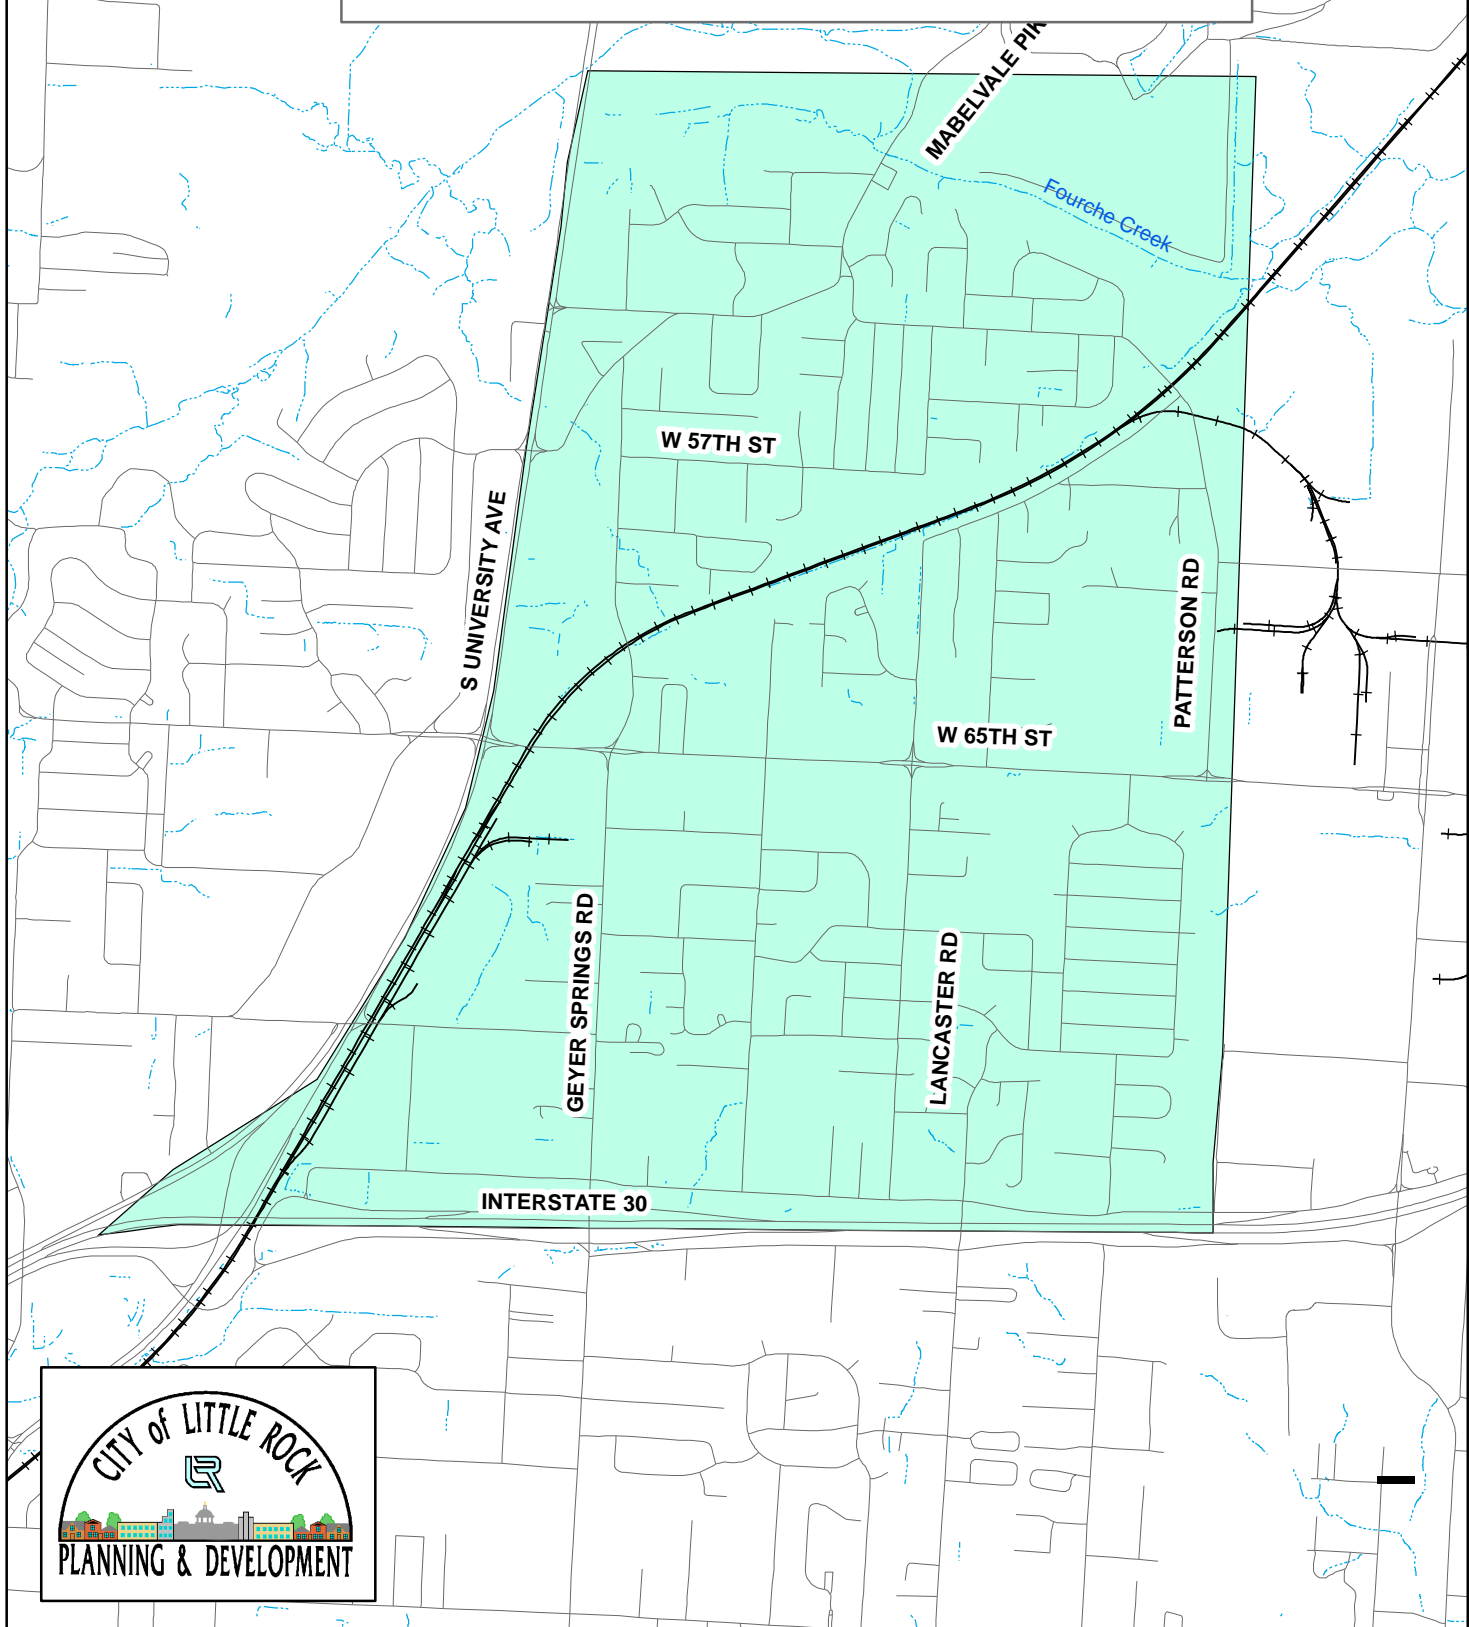 MABELVALE PIK
Fourche Creek
W 57TH ST
S UNIVERSITY AVE
PATTERSON RD
W 65TH ST
GEYER SPRINGS RD
LANCASTER RD
INTERSTATE 30
CITY of LITTLE ROCK
LR
PLANNING & DEVELOPMENT